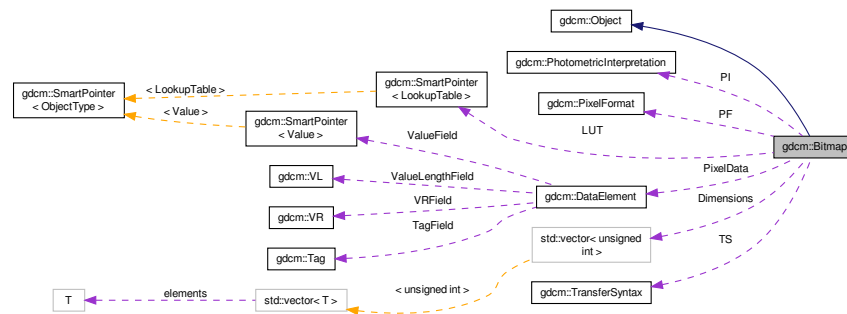 gdcm::Object
gdcm::PhotometricInterpretation
gdcm::SmartPointer
< ObjectType >
< LookupTable >
< Value >
gdcm::SmartPointer
< LookupTable >
gdcm::PixelFormat
PI
PF
LUT
gdcm::SmartPointer
< Value >
ValueField
gdcm::Bitmap
gdcm::VL
ValueLengthField
PixelData
gdcm::DataElement
gdcm::VR
VRField
Dimensions
TagField
gdcm::Tag
std::vector< unsigned
int >
TS
T
elements
std::vector< T >
< unsigned int >
gdcm::TransferSyntax